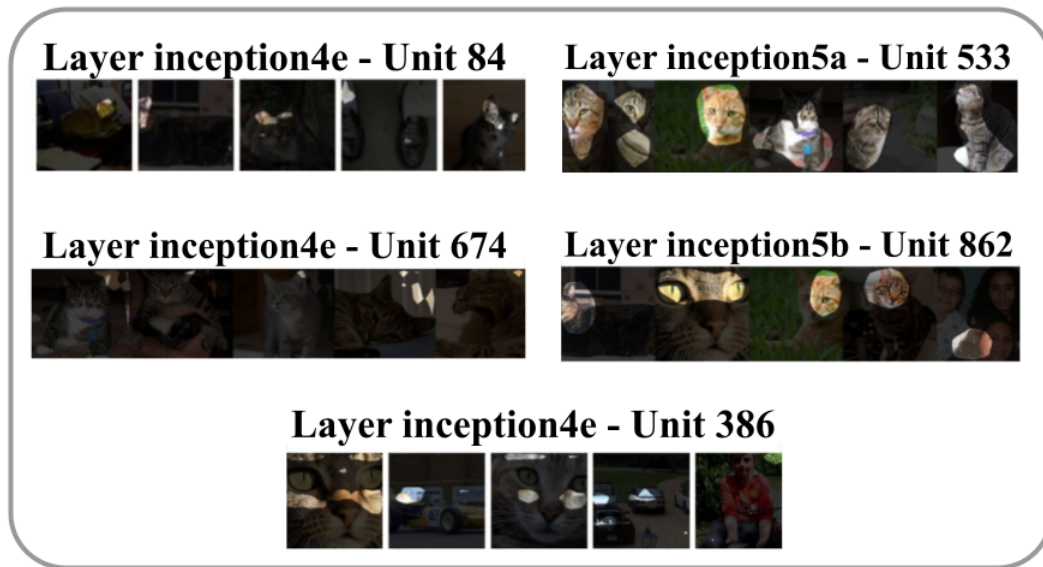 Layer inception4e - Unit 84
Layer inception5a - Unit 533
Layer inception4e - Unit 674
Layer inception5b - Unit 862
Layer inception4e - Unit 386